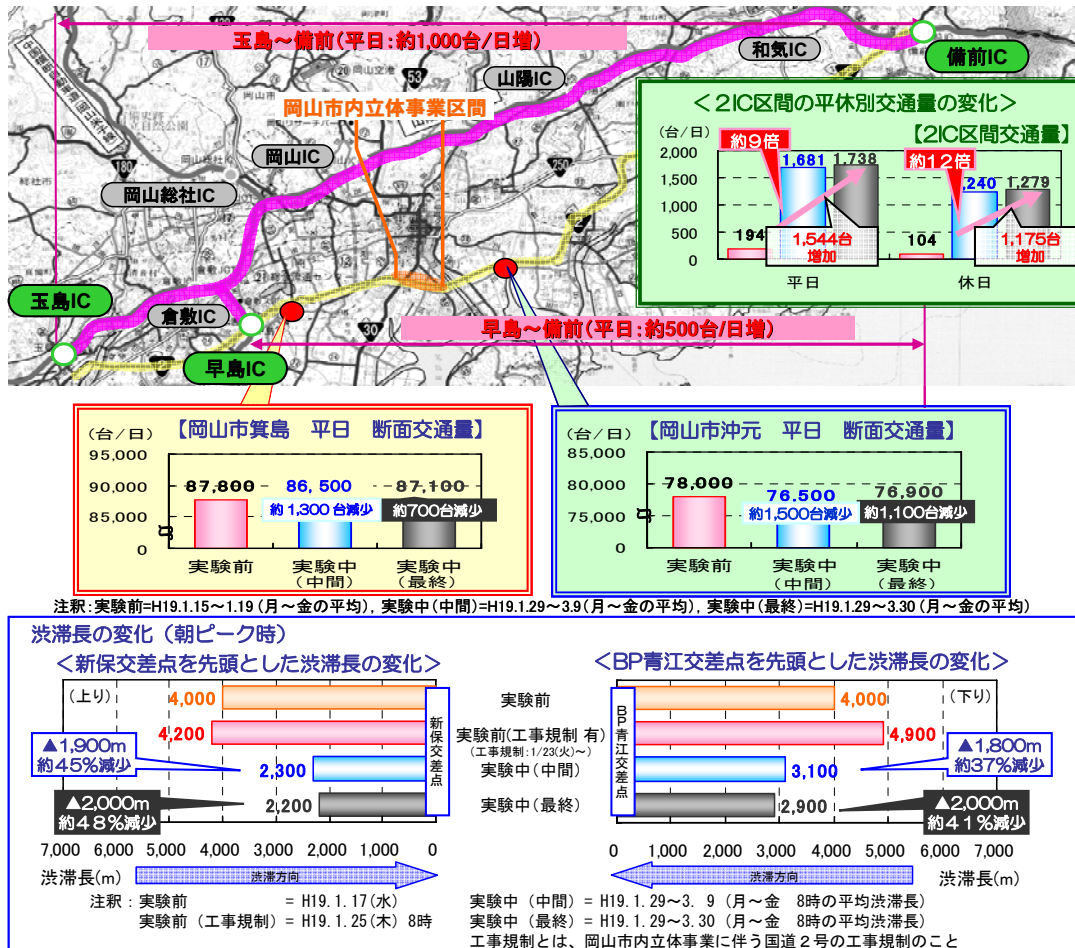 玉島～備前(平日:約1,000台/日増)
和気IC
備前IC
山陽IC
53
岡山市内立体事業区間
岡山IC
180
岡山総社IC
250
玉島IC
倉敷IC
30
早島～備前(平日:約500台/日増)
早島IC
＜2IC区間の平休別交通量の変化＞
(台/日)
【2IC区間交通量】
2,000
1,500
1,000
500
0
約9倍
1,681
1,738
194
1,544台
増加
平日
約12倍
,240
1,279
104
1,175台
増加
休日
(台/日)
【岡山市箕島　平日　断面交通量】
95,000
90,000
85,000
0
87,800
86,500
87,100
約1,300台減少
約700台減少
実験前
実験中
(中間)
実験中
(最終)
(台/日)
【岡山市沖元　平日　断面交通量】
85,000
80,000
75,000
0
78,000
76,500
76,900
約1,500台減少
約1,100台減少
実験前
実験中
(中間)
実験中
(最終)
注釈:実験前=H19.1.15～1.19(月～金の平均), 実験中(中間)=H19.1.29～3.9(月～金の平均), 実験中(最終)=H19.1.29～3.30(月～金の平均)
渋滞長の変化（朝ピーク時）
＜新保交差点を先頭とした渋滞長の変化＞
(上り)
4,000
4,200
2,300
2,200
新保交差点
▲1,900m
約45%減少
▲2,000m
約48%減少
7,000 6,000 5,000 4,000 3,000 2,000 1,000 0
渋滞長(m)
渋滞方向
実験前
実験前(工事規制 有)
(工事規制:1/23(火)～)
実験中(中間)
実験中(最終)
＜BP青江交差点を先頭とした渋滞長の変化＞
(下り)
BP青江交差点
4,000
4,900
3,100
2,900
▲1,800m
約37%減少
▲2,000m
約41%減少
0 1,000 2,000 3,000 4,000 5,000 6,000 7,000
渋滞方向
渋滞長(m)
注釈：実験前 = H19.1.17(水)
実験前（工事規制）= H19.1.25(木) 8時
実験中（中間）= H19.1.29～3. 9（月～金　8時の平均渋滞長）
実験中（最終）= H19.1.29～3.30（月～金　8時の平均渋滞長）
工事規制とは、岡山市内立体事業に伴う国道２号の工事規制のこと